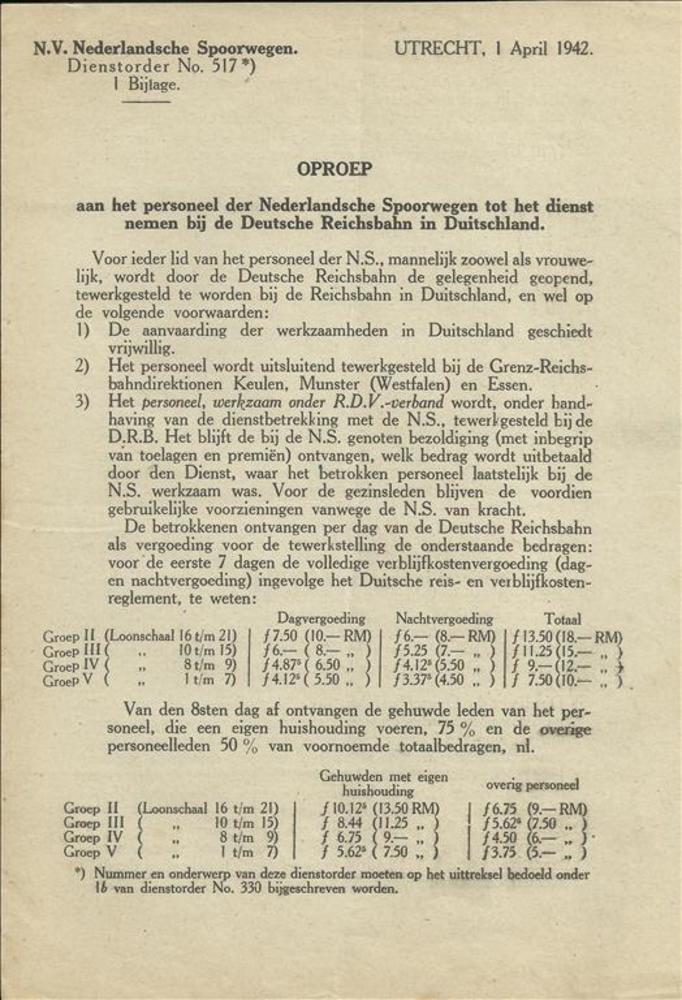 N.V. Nederlandsche Spoorwegen. UTRECHT, 1 April 1942.
Dienstorder No. 517 *)
1 Bijlage.
OPROEP
aan het personeel der Nederlandsche Spoorwegen tot het dienst
nemen bij de Deutsche Reichsbahn in Duitschland.
Voor ieder lid van het personeel der N.S., mannelijk zoowel als vrouwe-
lijk, wordt door de Deutsche Reichsbahn de gelegenheid geopend,
tewerkgesteld te worden bij de Reichsbahn in Duitschland, en wel op
de volgende voorwaarden:
1) De aanvaarding der werkzaamheden in Duitschland geschiedt
vrijwillig.
2) Het personeel wordt uitsluitend tewerkgesteld bij de Grenz-Reichs-
bahndirektionen Keulen, Munster (Westfalen) en Essen.
3) Het personeel, werkzaam onder R.D.V.-verband wordt, onder hand-
having van de dienstbetrekking met de N.S., tewerkgesteld bij de
D.R.B. Het blijft de bij de N.S. genoten bezoldiging (met inbegrip
van toelagen en premiën) ontvangen, welk bedrag wordt uitbetaald
door den Dienst, waar het betrokken personeel laatstelijk bij de
N.S. werkzaam was. Voor de gezinsleden blijven de voordien
gebruikelijke voorzieningen vanwege de N.S. van kracht.
De betrokkenen ontvangen per dag van de Deutsche Reichsbahn
als vergoeding voor de tewerkstelling de onderstaande bedragen:
voor de eerste 7 dagen de volledige verblijfkostenvergoeding (dag-
en nachtvergoeding) ingevolge het Duitsche reis- en verblijfkosten-
reglement, te weten:
Dagvergoeding Nachtvergoeding Totaal
Groep II (Loonschaal 16 t/m 21) | ƒ 7.50 (10.— RM) | ƒ 6.— (8.— RM) | ƒ 13.50 (18.— RM)
Groep III ( „ 10 t/m 15) | ƒ 6.— ( 8.— „ ) | ƒ 5.25 (7.— „ ) | ƒ 11.25 (15.— „ )
Groep IV ( „ 8 t/m 9) | ƒ 4.87⁵ ( 6.50 „ ) | ƒ 4.12⁵ (5.50 „ ) | ƒ 9.— (12.— „ )
Groep V ( „ 1 t/m 7) | ƒ 4.12⁵ ( 5.50 „ ) | ƒ 3.37⁵ (4.50 „ ) | ƒ 7.50 (10.— „ )
Van den 8sten dag af ontvangen de gehuwde leden van het per-
soneel, die een eigen huishouding voeren, 75 % en de overige
personeelleden 50 % van voornoemde totaalbedragen, nl.
Gehuwden met eigen
huishouding overig personeel
Groep II (Loonschaal 16 t/m 21) | ƒ 10.12⁵ (13.50 RM) | ƒ 6.75 (9.— RM)
Groep III ( „ 10 t/m 15) | ƒ 8.44 (11.25 „ ) | ƒ 5.62⁵ (7.50 „ )
Groep IV ( „ 8 t/m 9) | ƒ 6.75 ( 9.— „ ) | ƒ 4.50 (6.— „ )
Groep V ( „ 1 t/m 7) | ƒ 5.62⁵ ( 7.50 „ ) | ƒ 3.75 (5.— „ )
*) Nummer en onderwerp van deze dienstorder moeten op het uittreksel bedoeld onder
1b van dienstorder No. 330 bijgeschreven worden.